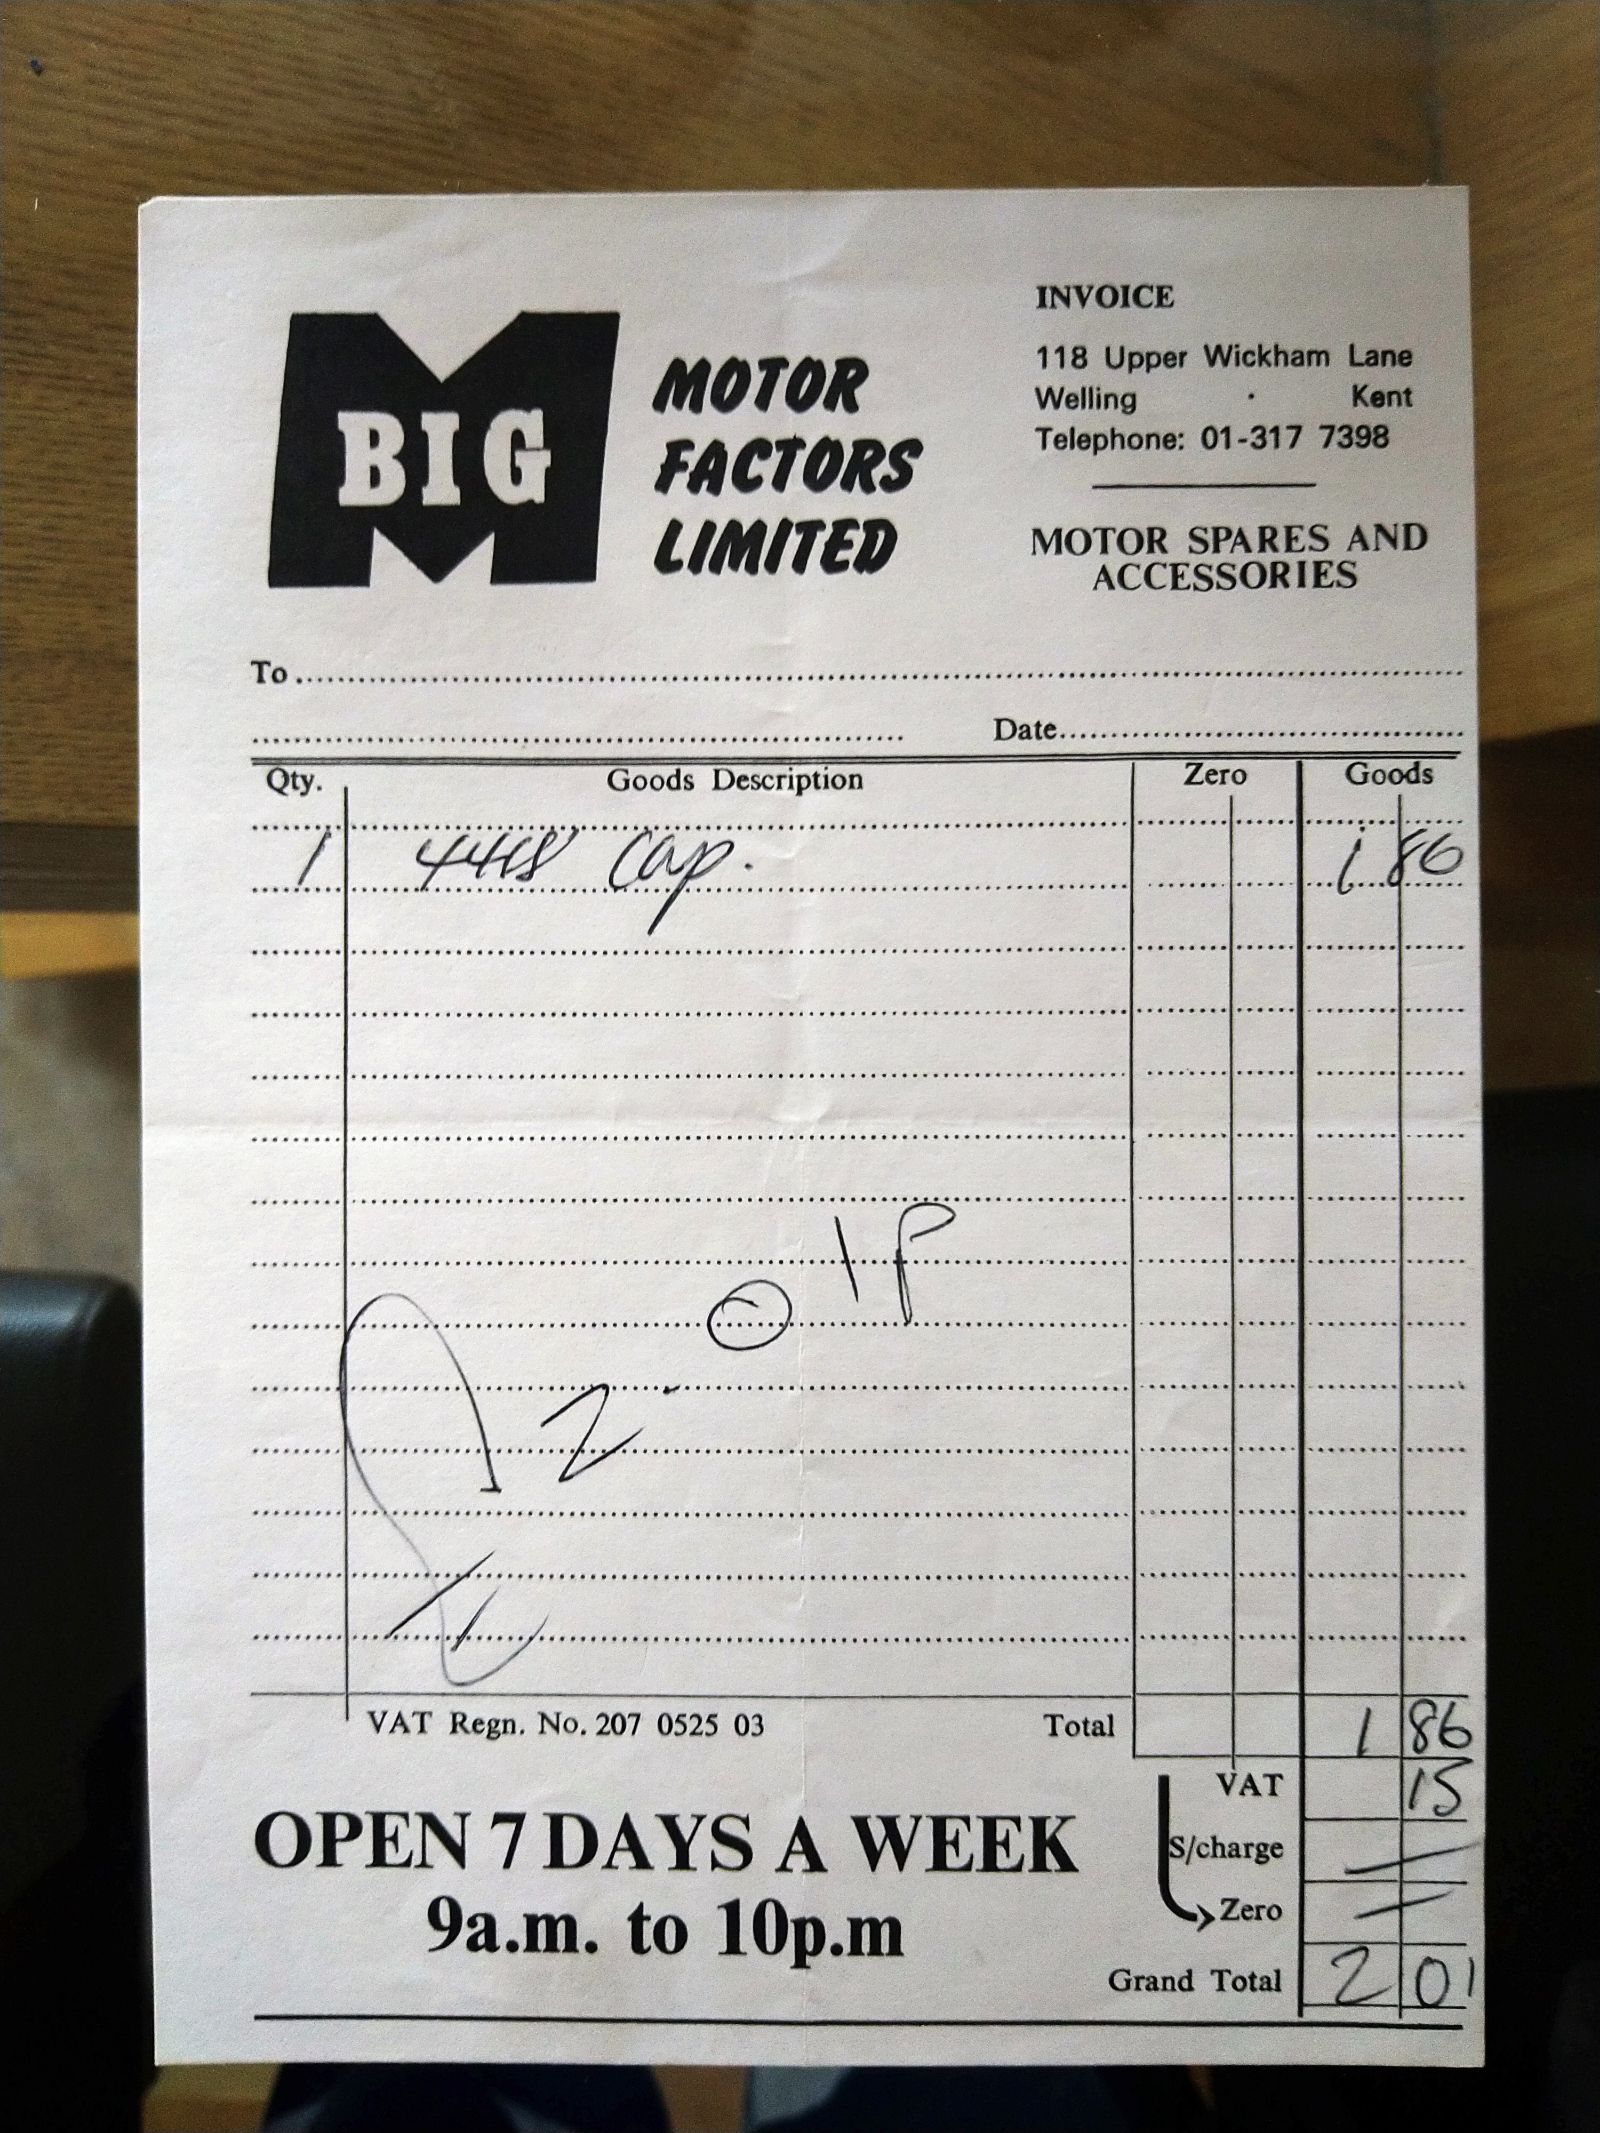 BIG
MOTOR
FACTORS
LIMITED
INVOICE
118 Upper Wickham Lane
Welling · Kent
Telephone: 01-317 7398
MOTOR SPARES AND
ACCESSORIES
To
Date
Qty. Goods Description Zero Goods
1 Cap. 1 86
£2.01P
VAT Regn. No. 207 0525 03 Total 1 86
VAT 15
S/charge
Zero
Grand Total 2 01
OPEN 7 DAYS A WEEK
9a.m. to 10p.m